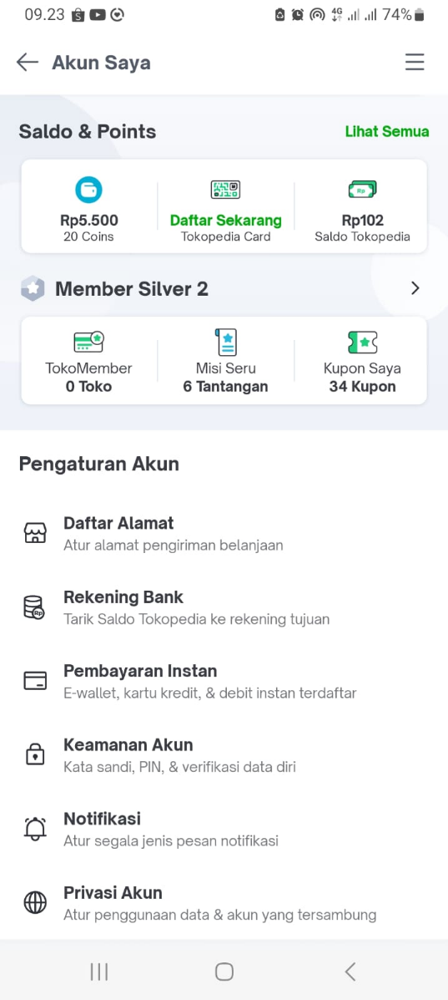 09.23 4G 74%
Akun Saya
Saldo & Points Lihat Semua
Rp5.500 Daftar Sekarang Rp102
20 Coins Tokopedia Card Saldo Tokopedia
Member Silver 2
TokoMember Misi Seru Kupon Saya
0 Toko 6 Tantangan 34 Kupon
Pengaturan Akun
Daftar Alamat
Atur alamat pengiriman belanjaan
Rekening Bank
Tarik Saldo Tokopedia ke rekening tujuan
Pembayaran Instan
E-wallet, kartu kredit, & debit instan terdaftar
Keamanan Akun
Kata sandi, PIN, & verifikasi data diri
Notifikasi
Atur segala jenis pesan notifikasi
Privasi Akun
Atur penggunaan data & akun yang tersambung